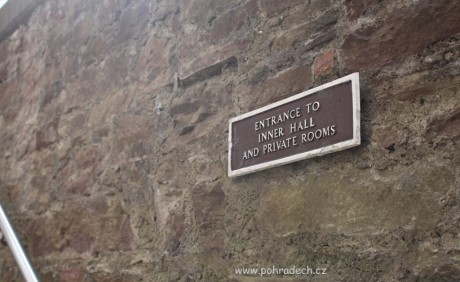 ENTRANCE TO
INNER HALL
AND PRIVATE ROOMS
www.pohradech.cz